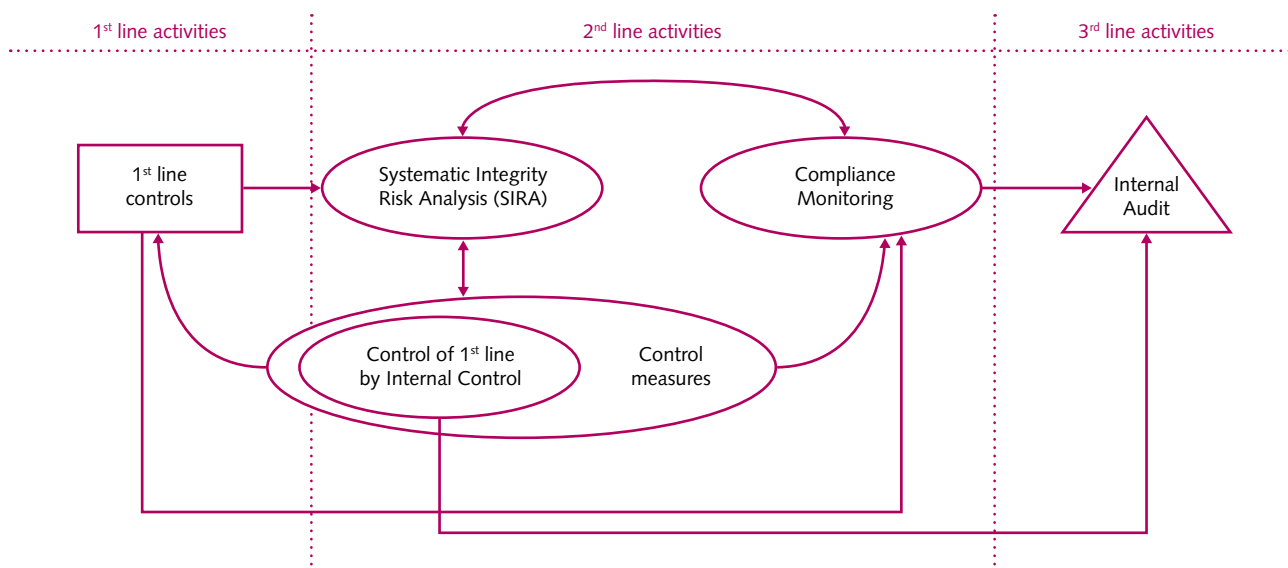 1st line activities
2nd line activities
3rd line activities
1st line
controls
Systematic Integrity
Risk Analysis (SIRA)
Compliance
Monitoring
Internal
Audit
Control of 1st line
by Internal Control
Control
measures